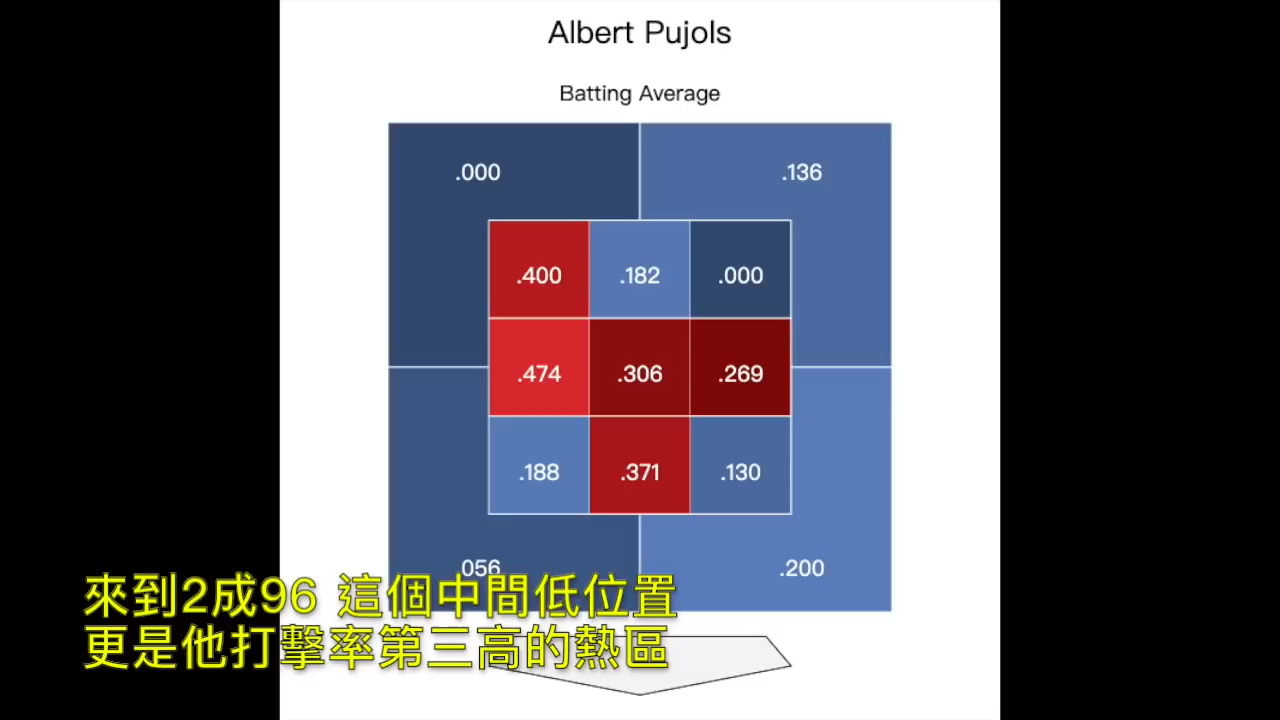 Albert Pujols
Batting Average
.000 .136
.400 .182 .000
.474 .306 .269
.188 .371 .130
056 .200
來到2成96 這個中間低位置
更是他打擊率第三高的熱區